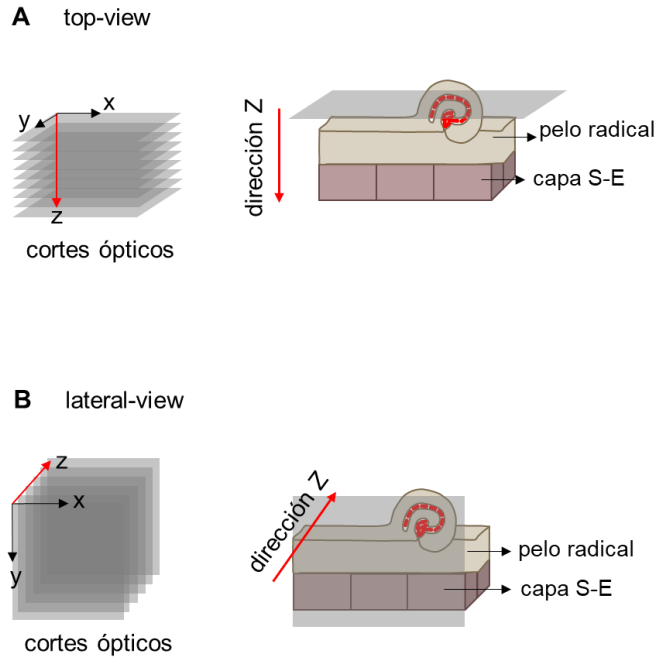 A top-view
x
y
z
cortes ópticos
dirección Z
pelo radical
capa S-E
B lateral-view
z
x
y
cortes ópticos
dirección Z
pelo radical
capa S-E